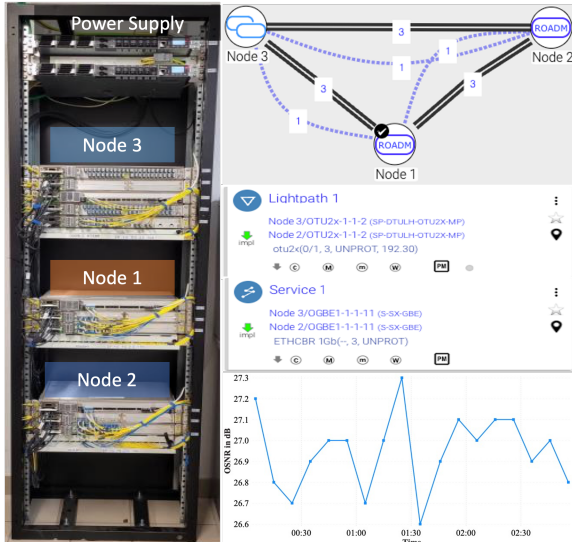 Power Supply
Node 3
Node 1
Node 2
3
ROADM
Node 3
Node 2
1
1
3
3
1
ROADM
Node 1
Lightpath 1
Node 3/OTU2x-1-1-2 (SP-DTULH-OTU2X-MP)
Node 2/OTU2x-1-1-2 (SP-DTULH-OTU2X-MP)
impl
otu2x(0/1, 3, UNPROT, 192.30)
C M m W PM
Service 1
Node 3/OGBE1-1-1-11 (S-SX-GBE)
Node 2/OGBE1-1-1-11 (S-SX-GBE)
impl
ETHCBR 1Gb(--, 3, UNPROT)
C M m W PM
27.3
27.2
27.1
27.0
26.9
26.8
26.7
26.6
OSNR in dB
00:30 01:00 01:30 02:00 02:30
Time